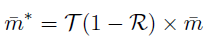 m̄* = 𝒯(1 − ℛ) × m̄